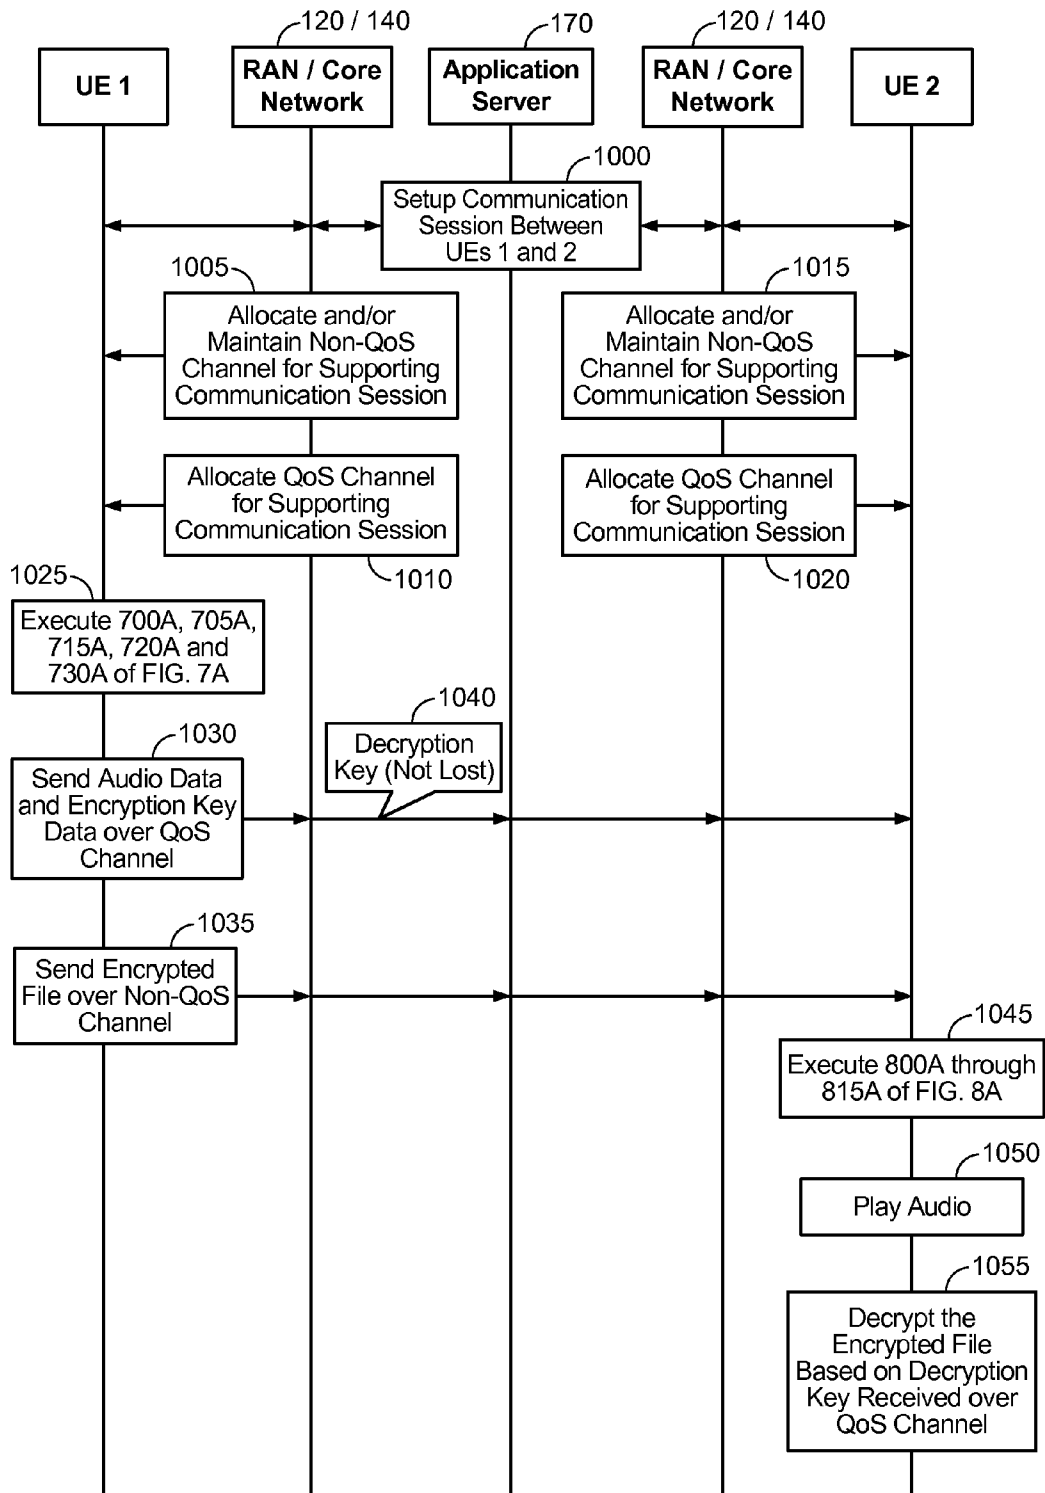 120 / 140
170
120 / 140
UE 1
RAN / Core
Network
Application
Server
RAN / Core
Network
UE 2
1000
Setup Communication
Session Between
UEs 1 and 2
1005
Allocate and/or
Maintain Non-QoS
Channel for Supporting
Communication Session
1015
Allocate and/or
Maintain Non-QoS
Channel for Supporting
Communication Session
Allocate QoS Channel
for Supporting
Communication Session
1010
Allocate QoS Channel
for Supporting
Communication Session
1020
1025
Execute 700A, 705A,
715A, 720A and
730A of FIG. 7A
1040
Decryption
Key (Not Lost)
1030
Send Audio Data
and Encryption Key
Data over QoS
Channel
1035
Send Encrypted
File over Non-QoS
Channel
1045
Execute 800A through
815A of FIG. 8A
1050
Play Audio
1055
Decrypt the
Encrypted File
Based on Decryption
Key Received over
QoS Channel